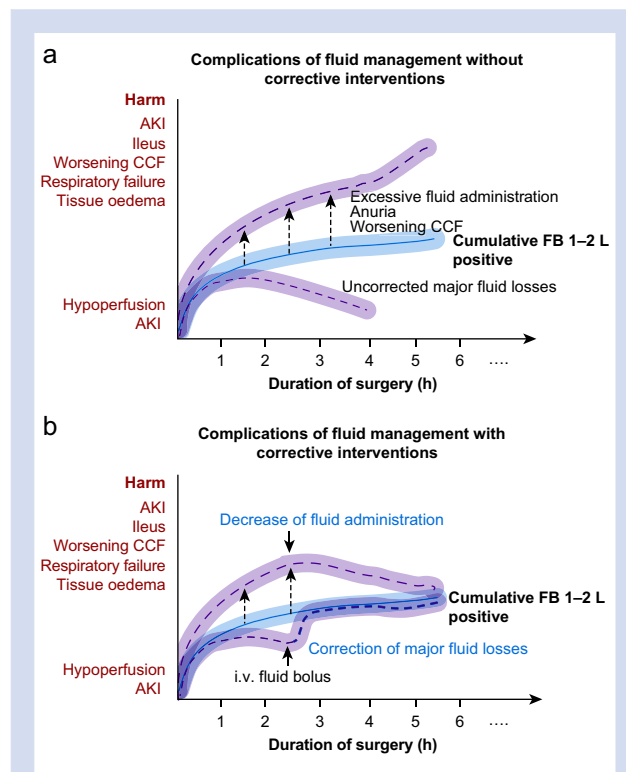 a
Complications of fluid management without
corrective interventions
Harm
AKI
Ileus
Worsening CCF
Respiratory failure
Tissue oedema
Excessive fluid administration
Anuria
Worsening CCF
Cumulative FB 1–2 L
positive
Uncorrected major fluid losses
Hypoperfusion
AKI
1 2 3 4 5 6 ....
Duration of surgery (h)
b
Complications of fluid management with
corrective interventions
Harm
AKI
Ileus
Worsening CCF
Respiratory failure
Tissue oedema
Decrease of fluid administration
Cumulative FB 1–2 L
positive
Correction of major fluid losses
i.v. fluid bolus
Hypoperfusion
AKI
1 2 3 4 5 6 ....
Duration of surgery (h)